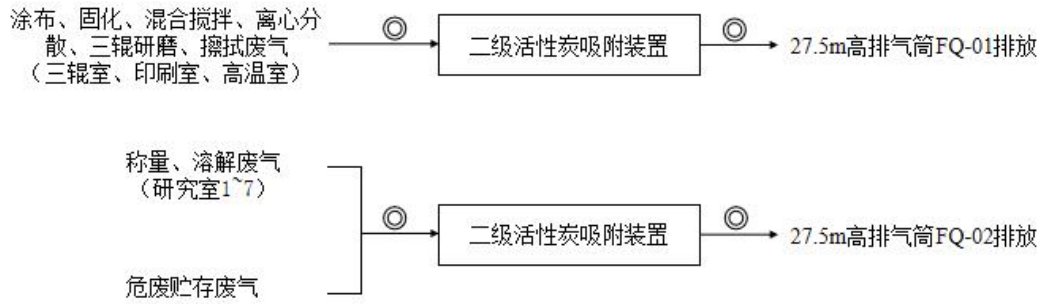 涂布、固化、混合搅拌、离心分
散、三辊研磨、擦拭废气
（三辊室、印刷室、高温室）
二级活性炭吸附装置
27.5m高排气筒FQ-01排放
称量、溶解废气
（研究室1~7）
二级活性炭吸附装置
27.5m高排气筒FQ-02排放
危废贮存废气